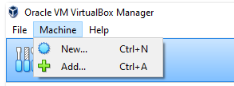 Oracle VM VirtualBox Manager
File Machine Help
New... Ctrl+N
Add... Ctrl+A